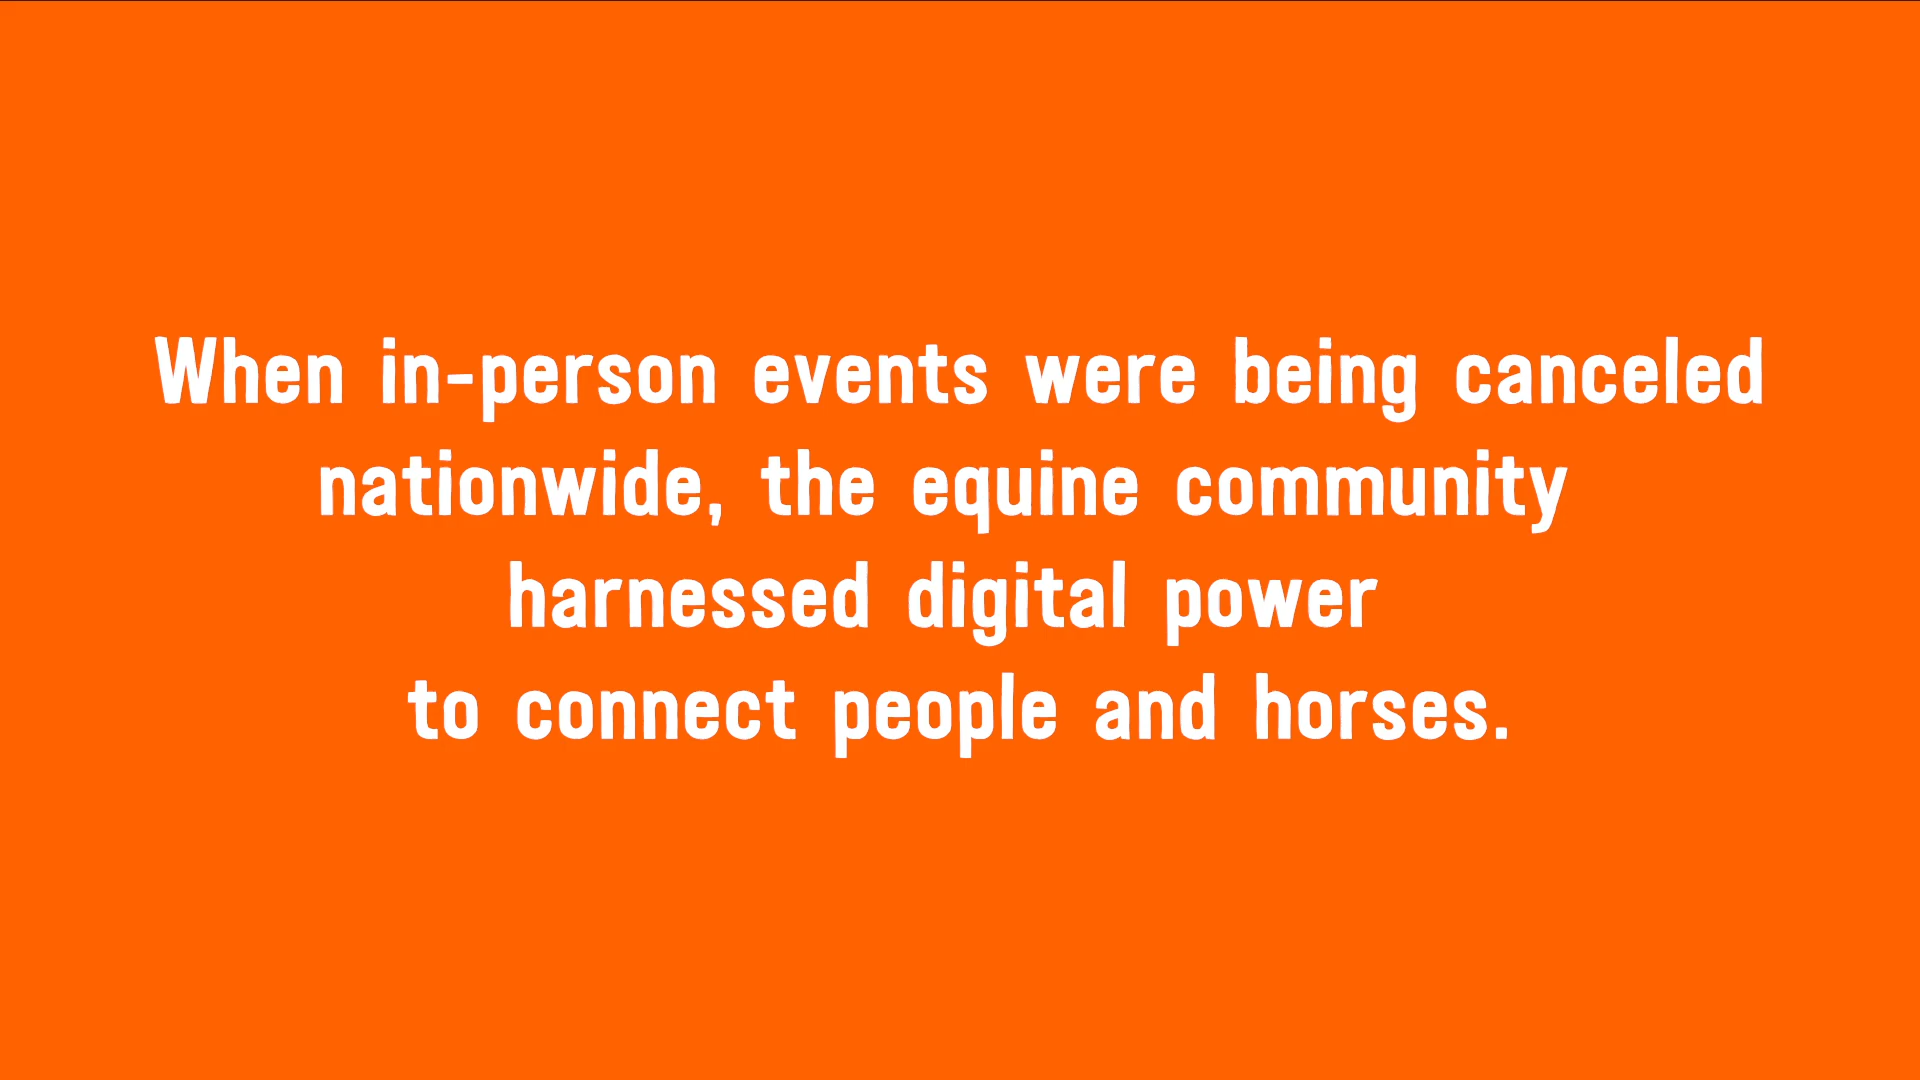 When in-person events were being canceled
nationwide, the equine community
harnessed digital power
to connect people and horses.